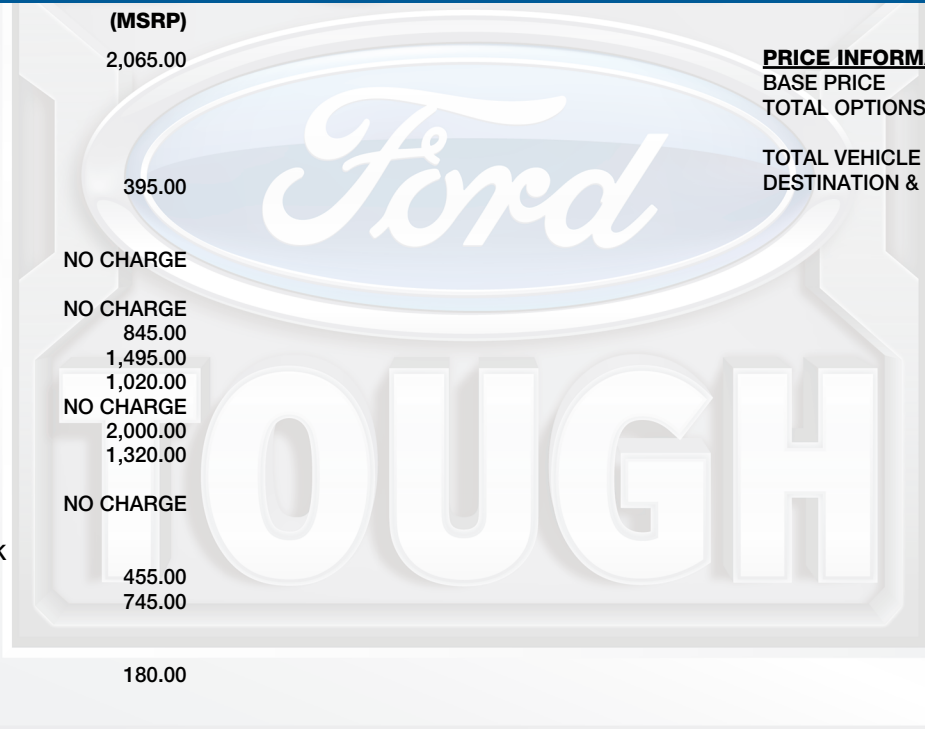 (MSRP)
2,065.00
395.00
NO CHARGE
NO CHARGE
845.00
1,495.00
1,020.00
NO CHARGE
2,000.00
1,320.00
NO CHARGE
K
455.00
745.00
180.00
PRICE INFORM
BASE PRICE
TOTAL OPTIONS
TOTAL VEHICLE
DESTINATION &
Ford
TOUGH